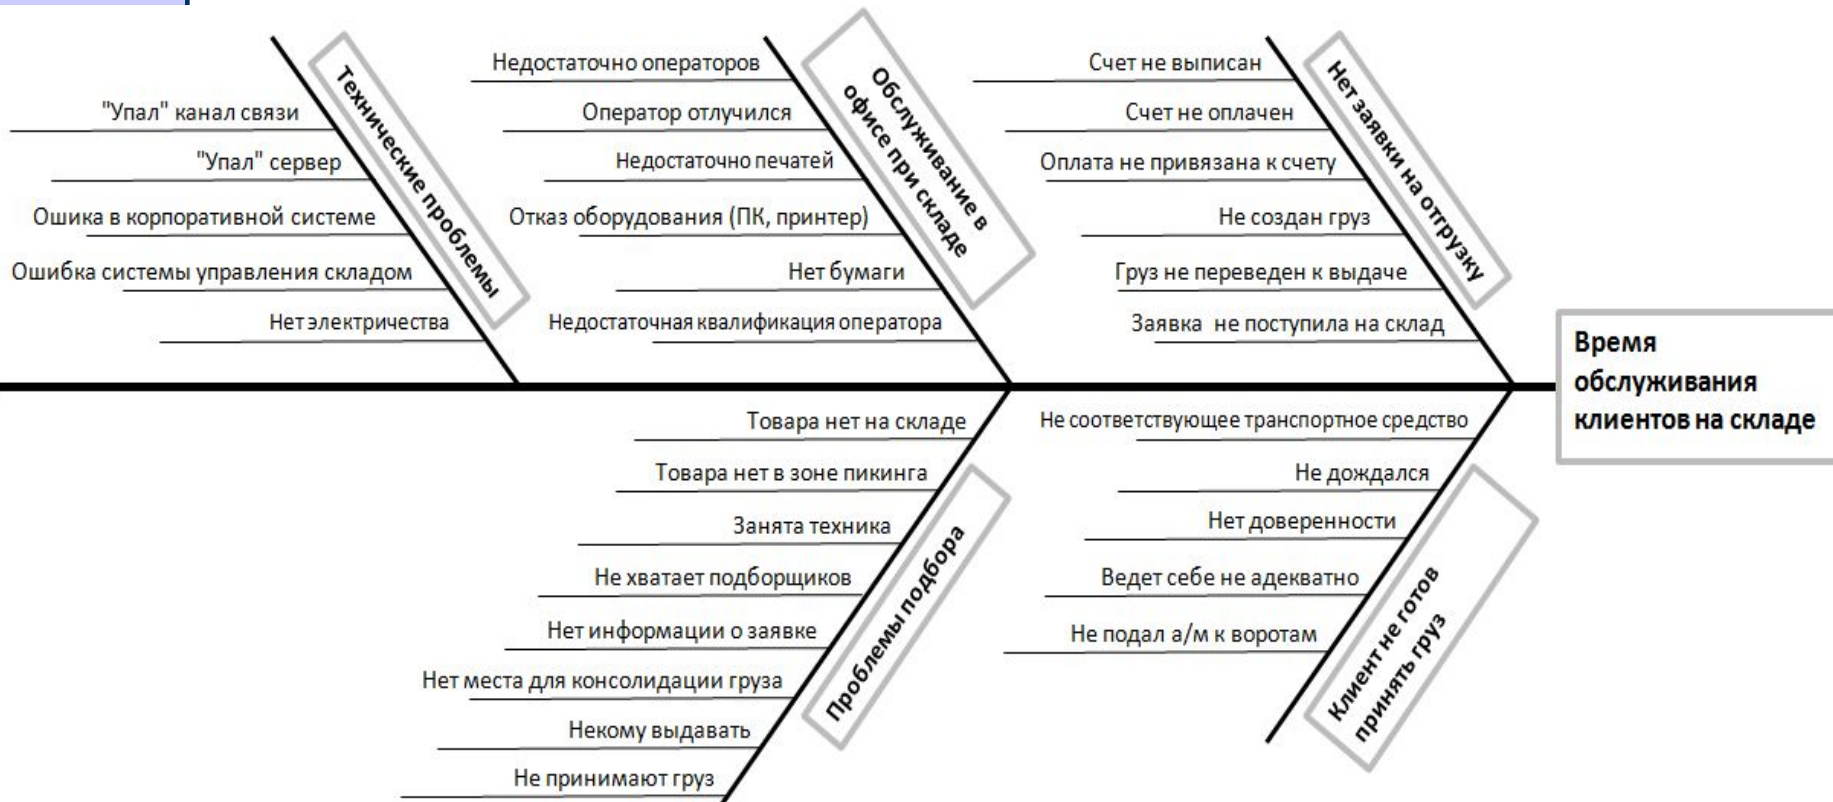 Технические проблемы
"Упал" канал связи
"Упал" сервер
Ошика в корпоративной системе
Ошибка системы управления складом
Нет электричества
Обслуживание в
офисе при складе
Недостаточно операторов
Оператор отлучился
Недостаточно печатей
Отказ оборудования (ПК, принтер)
Нет бумаги
Недостаточная квалификация оператора
Нет заявки на отгрузку
Счет не выписан
Счет не оплачен
Оплата не привязана к счету
Не создан груз
Груз не переведен к выдаче
Заявка не поступила на склад
Время
обслуживания
клиентов на складе
Проблемы подбора
Товара нет на складе
Товара нет в зоне пикинга
Занята техника
Не хватает подборщиков
Нет информации о заявке
Нет места для консолидации груза
Некому выдавать
Не принимают груз
Клиент не готов
принять груз
Не соответствующее транспортное средство
Не дождался
Нет доверенности
Ведет себе не адекватно
Не подал а/м к воротам